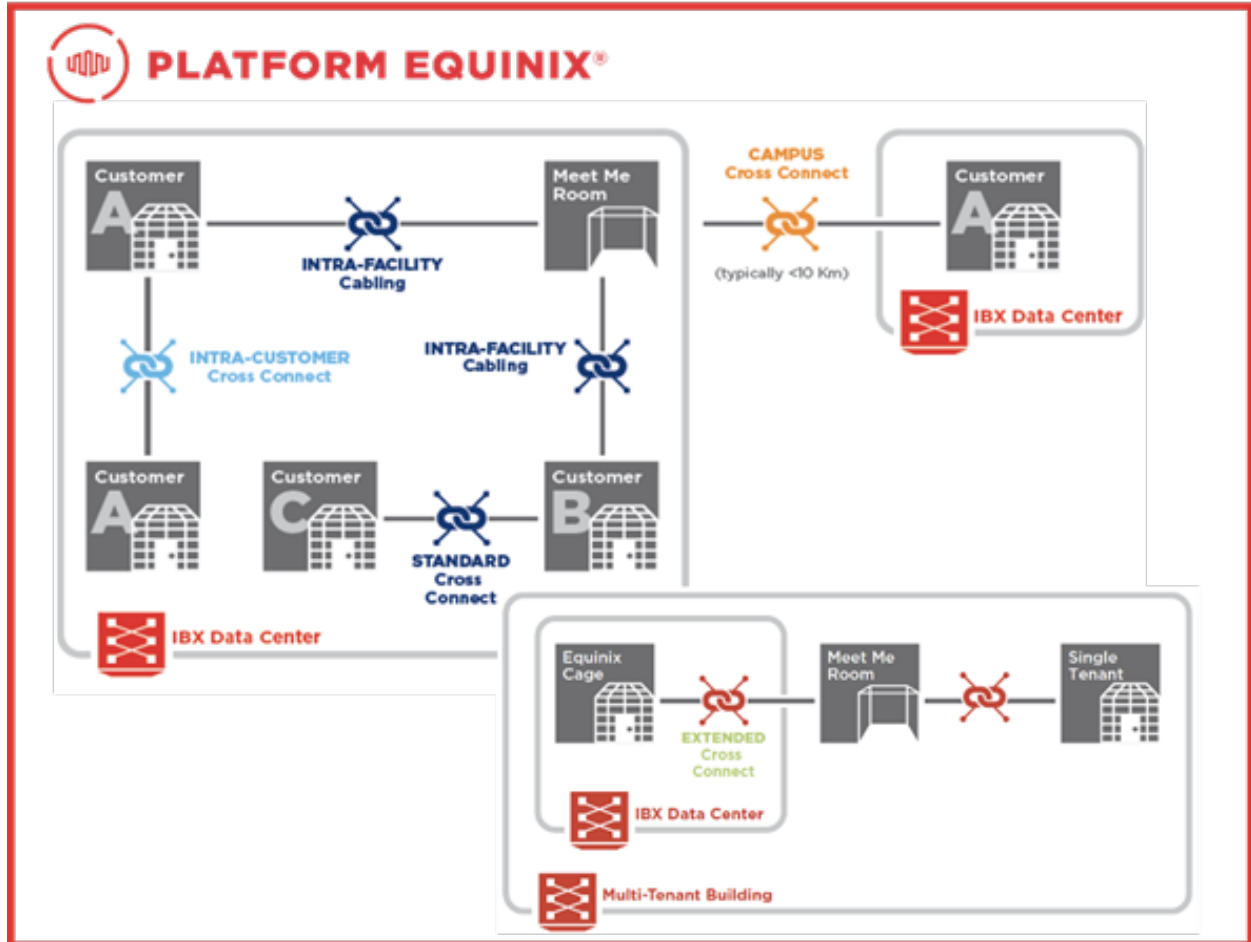 PLATFORM EQUINIX®
Customer
A
Meet Me
Room
INTRA-FACILITY
Cabling
CAMPUS
Cross Connect
(typically <10 Km)
Customer
A
IBX Data Center
INTRA-CUSTOMER
Cross Connect
INTRA-FACILITY
Cabling
Customer
A
Customer
C
Customer
B
STANDARD
Cross
Connect
IBX Data Center
Equinix
Cage
EXTENDED
Cross
Connect
Meet Me
Room
Single
Tenant
IBX Data Center
Multi-Tenant Building